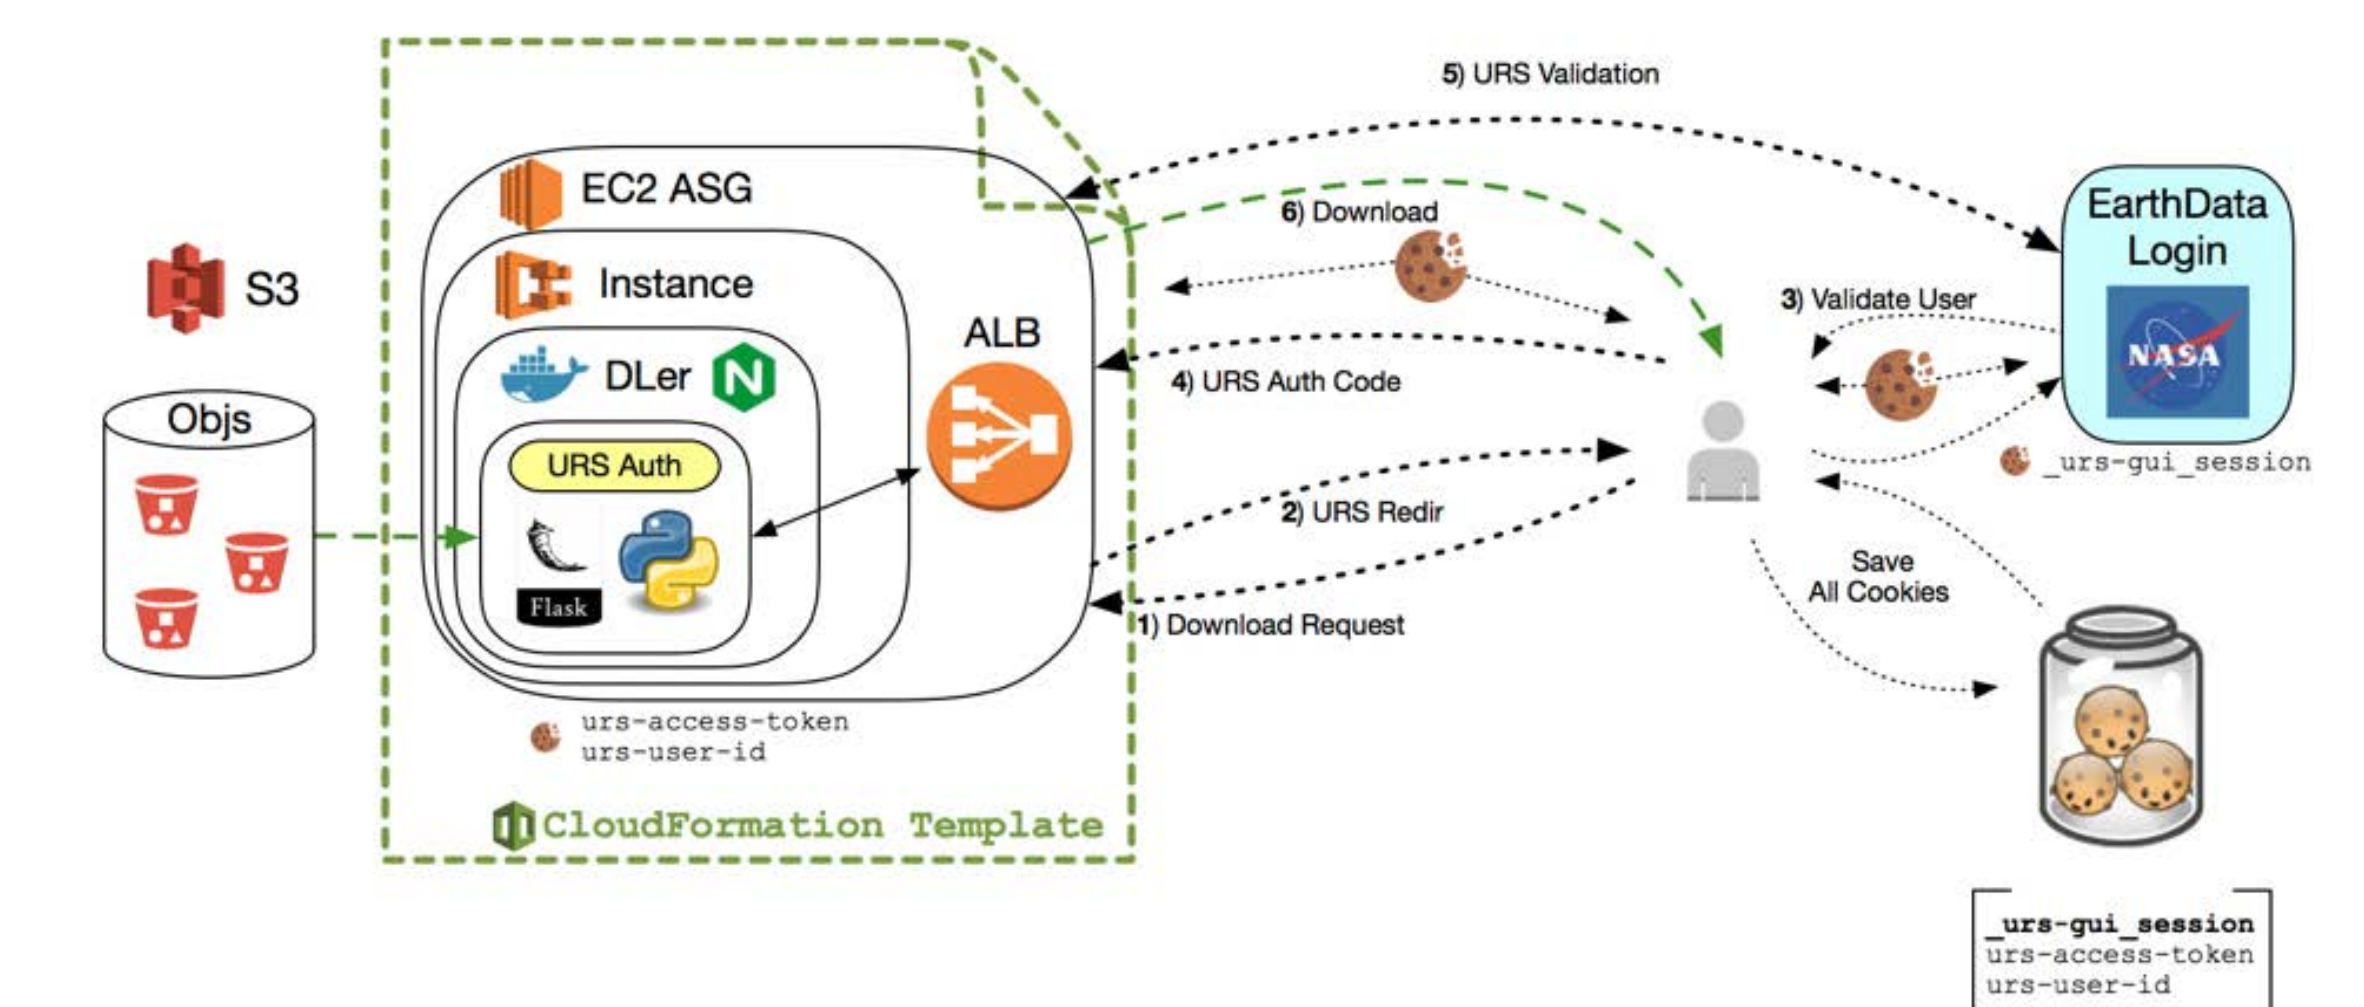 5) URS Validation
EC2 ASG
6) Download
EarthData
Login
S3
Instance
3) Validate User
ALB
NASA
DLer
N
4) URS Auth Code
Objs
URS Auth
_urs-gui_session
2) URS Redir
Flask
Save
All Cookies
1) Download Request
urs-access-token
urs-user-id
CloudFormation Template
_urs-gui_session
urs-access-token
urs-user-id